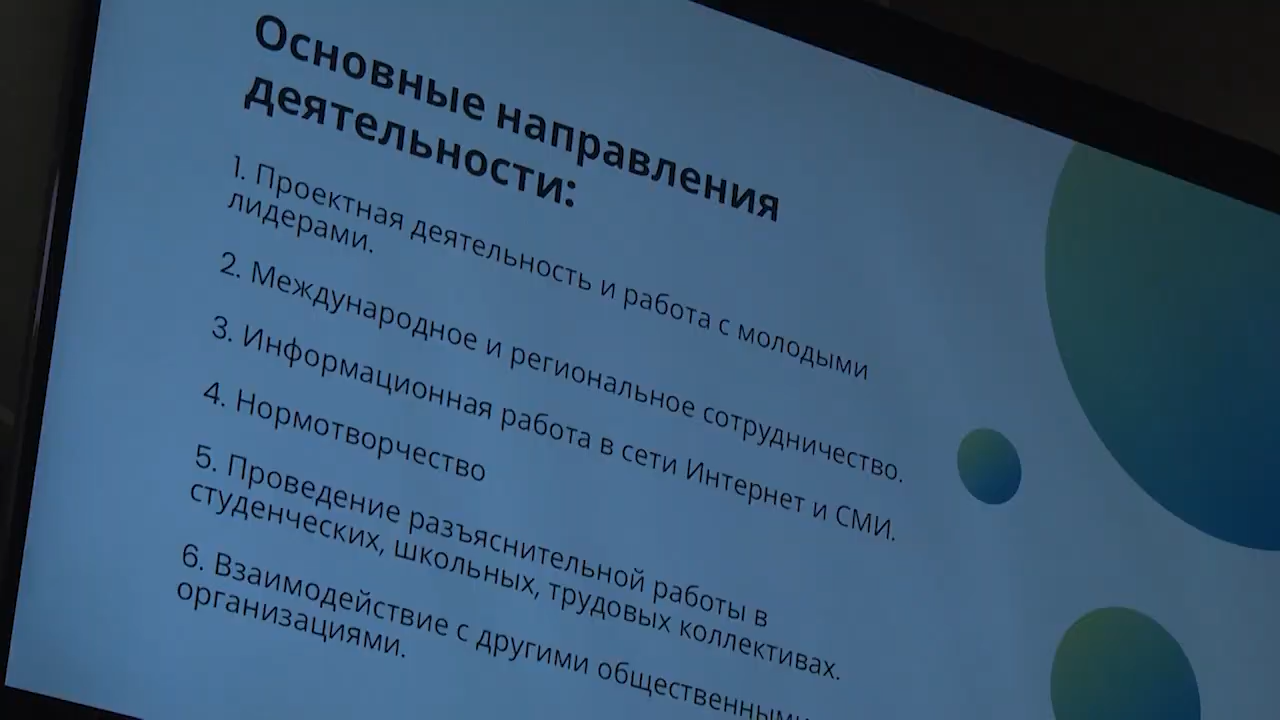 Основные направления
деятельности:
1. Проектная деятельность и работа с молодыми
лидерами.
2. Международное и региональное сотрудничество.
3. Информационная работа в сети Интернет и СМИ.
4. Нормотворчество
5. Проведение разъяснительной работы в
студенческих, школьных, трудовых коллективах.
6. Взаимодействие с другими общественными
организациями.